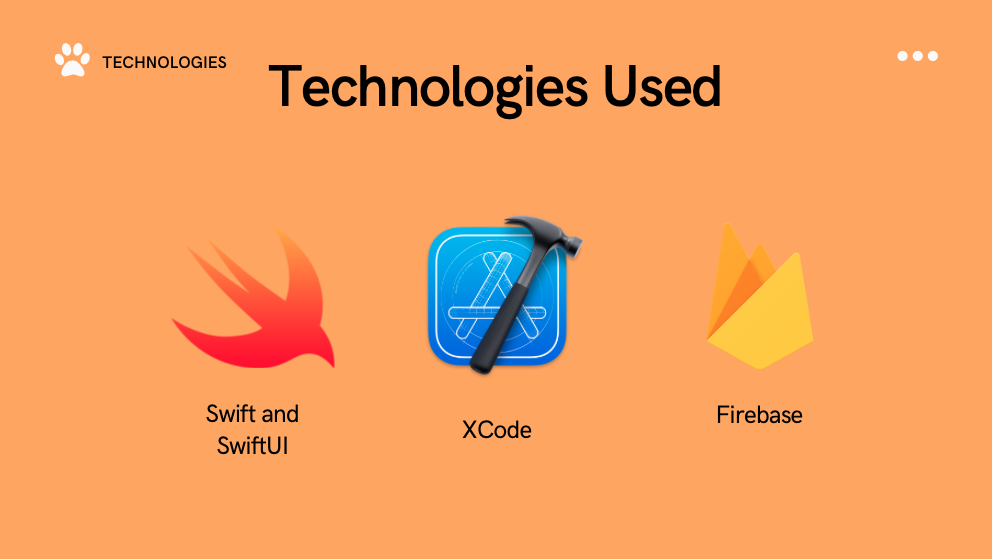 TECHNOLOGIES
Technologies Used
Swift and
SwiftUI
XCode
Firebase